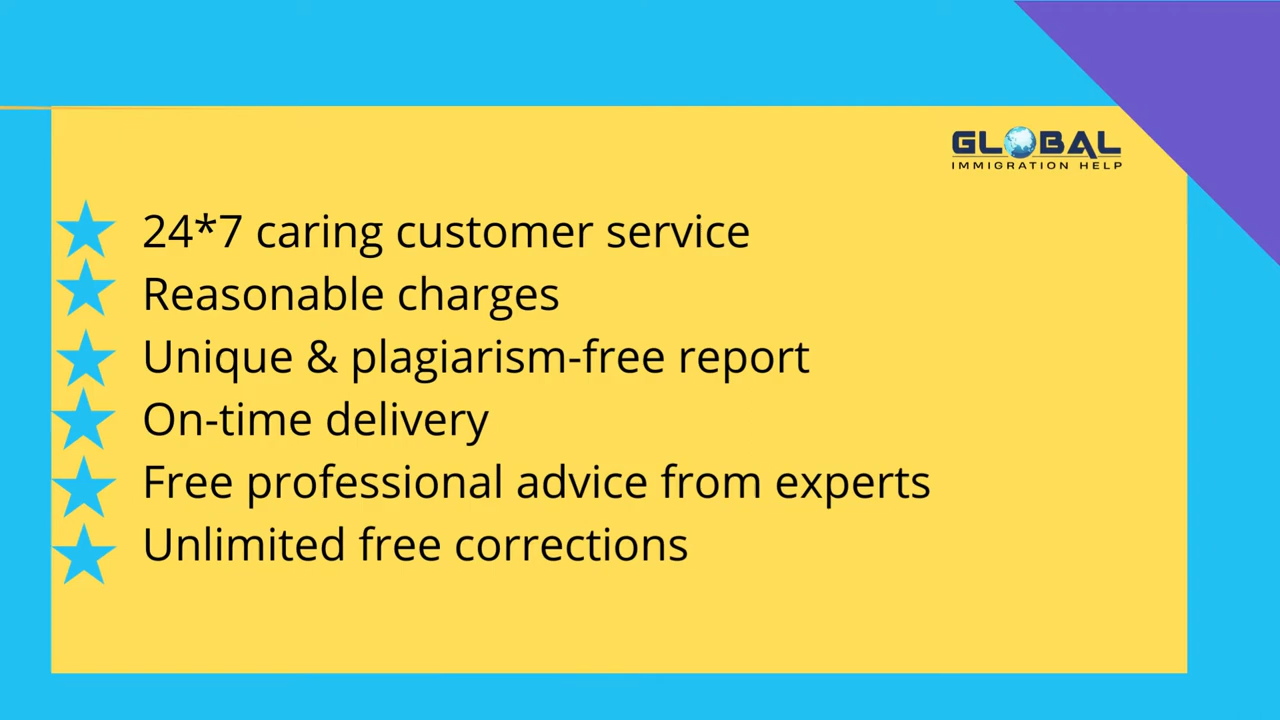 GLOBAL
IMMIGRATION HELP
24*7 caring customer service
Reasonable charges
Unique & plagiarism-free report
On-time delivery
Free professional advice from experts
Unlimited free corrections